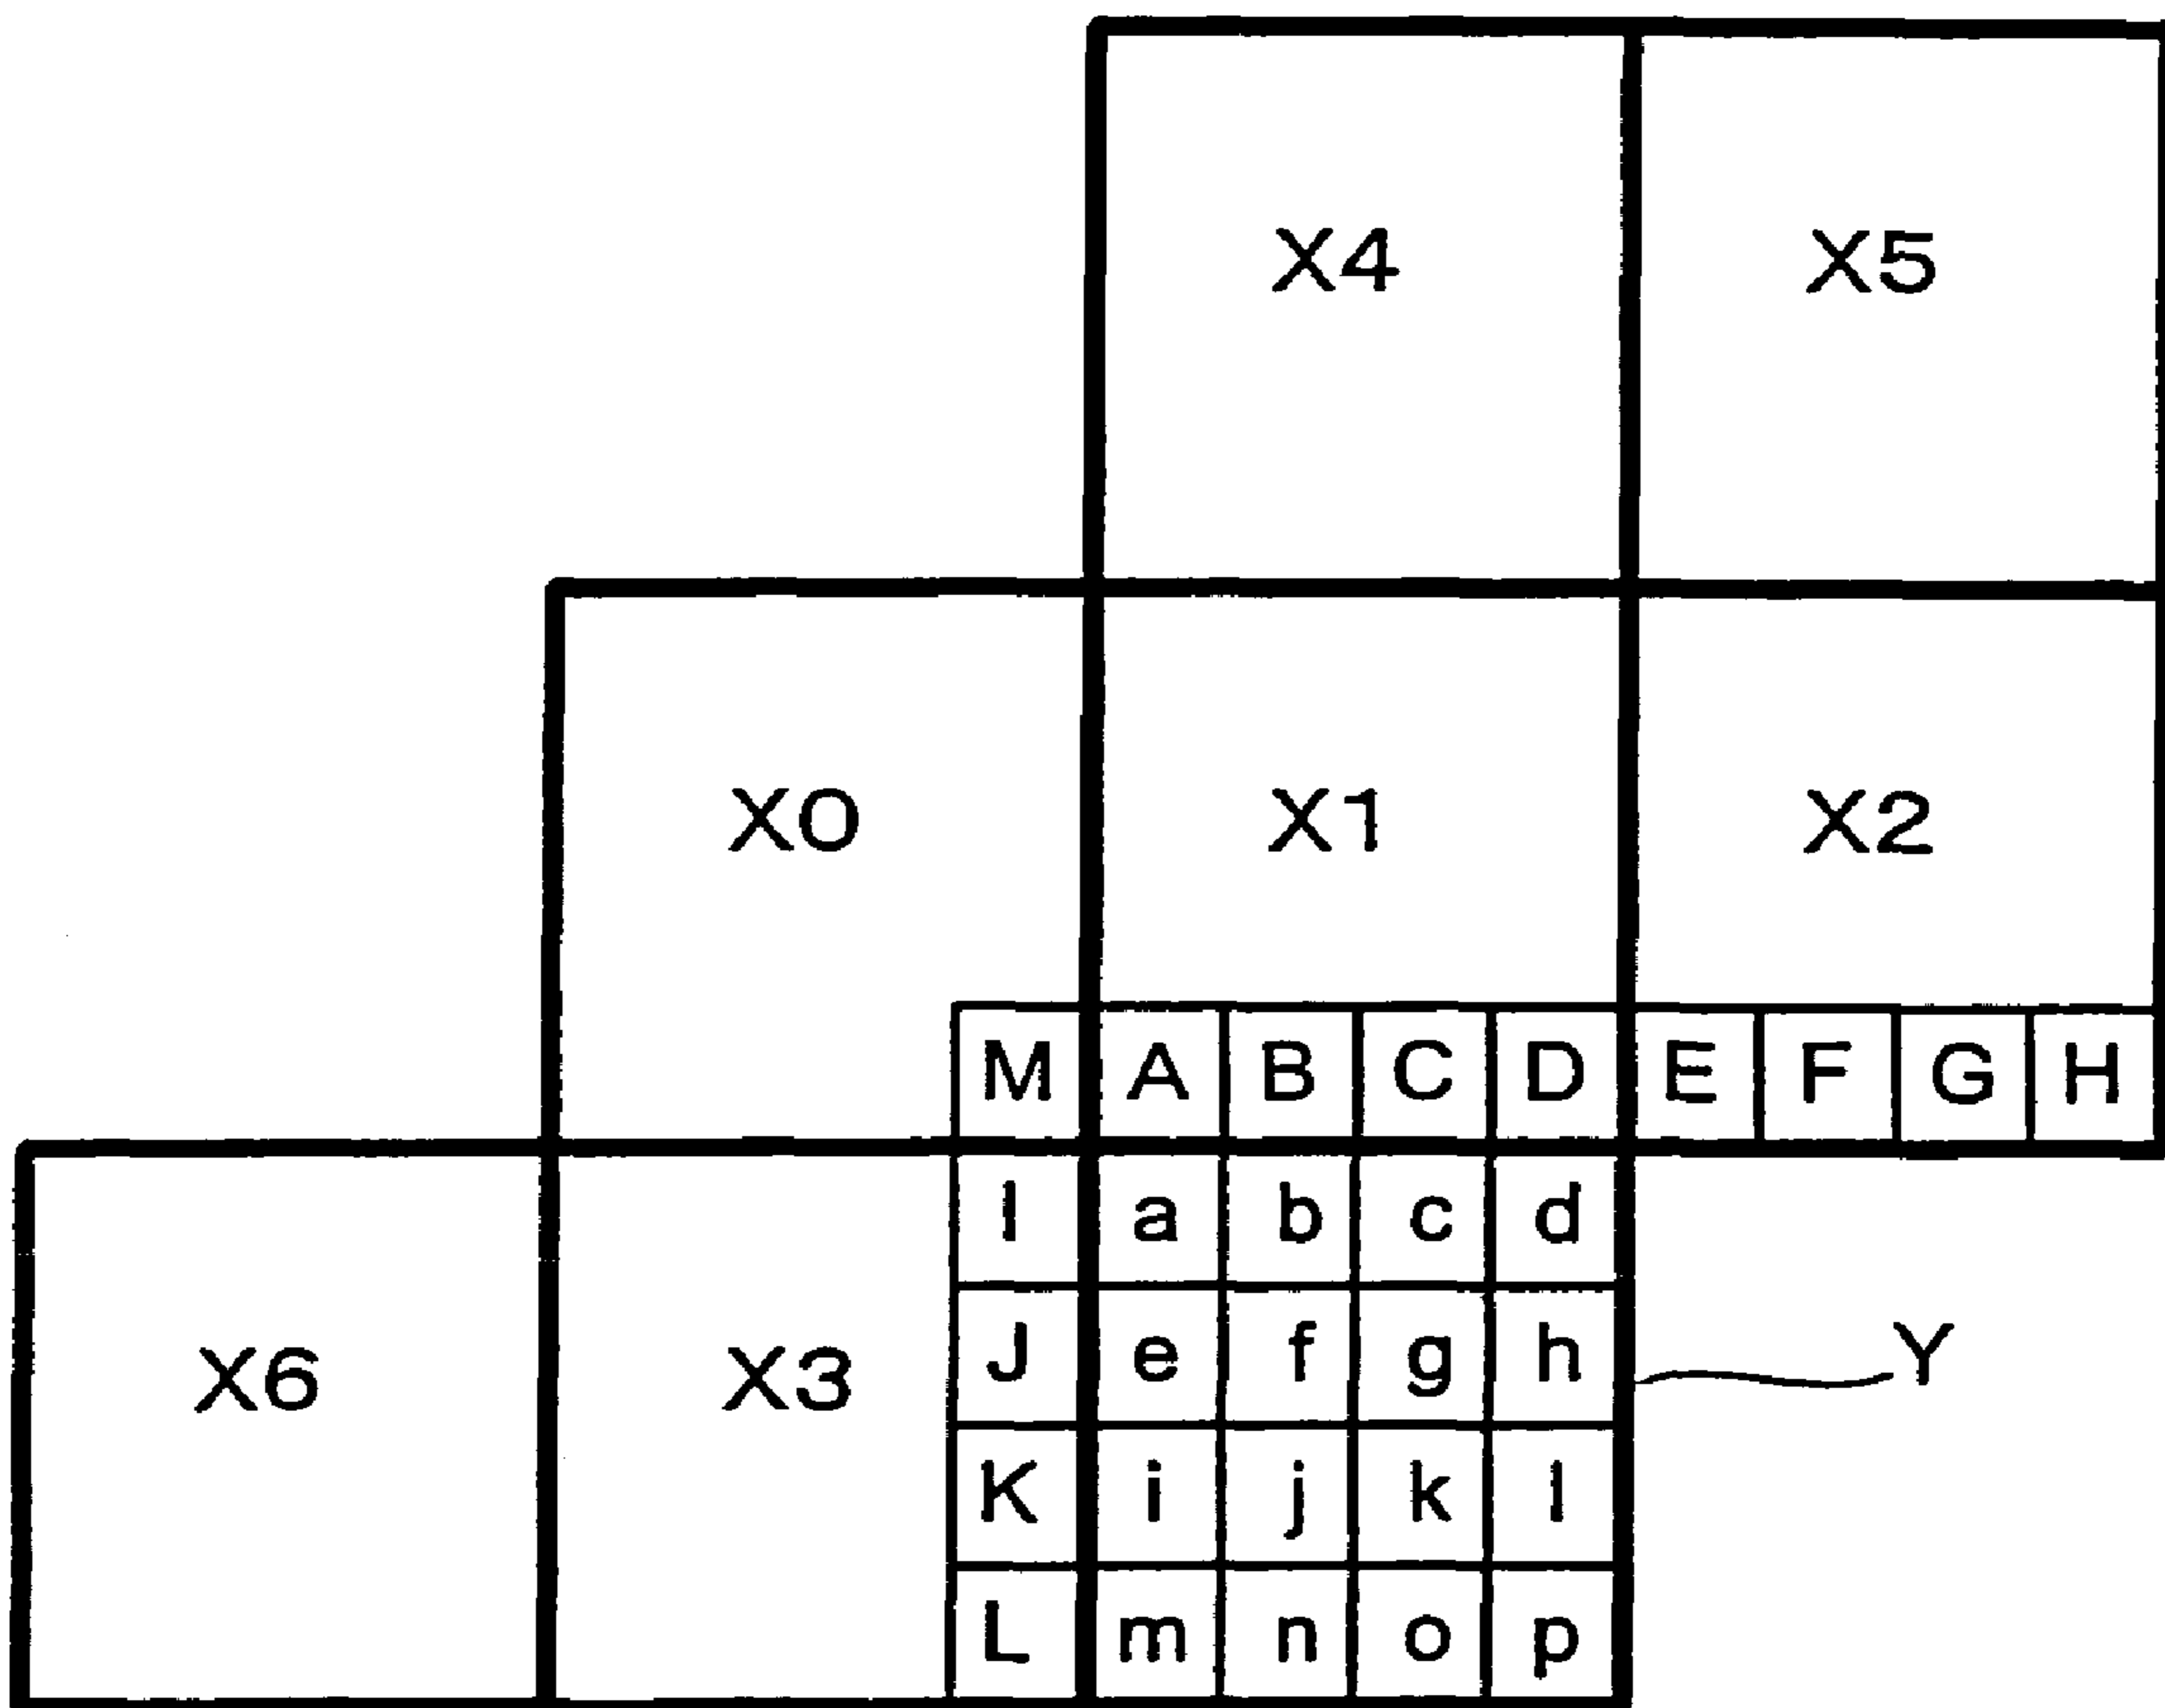 X4 X5
X0 X1 X2
M A B C D E F G H
I a b c d
X6 X3 J e f g h Y
K i j k l
L m n o p